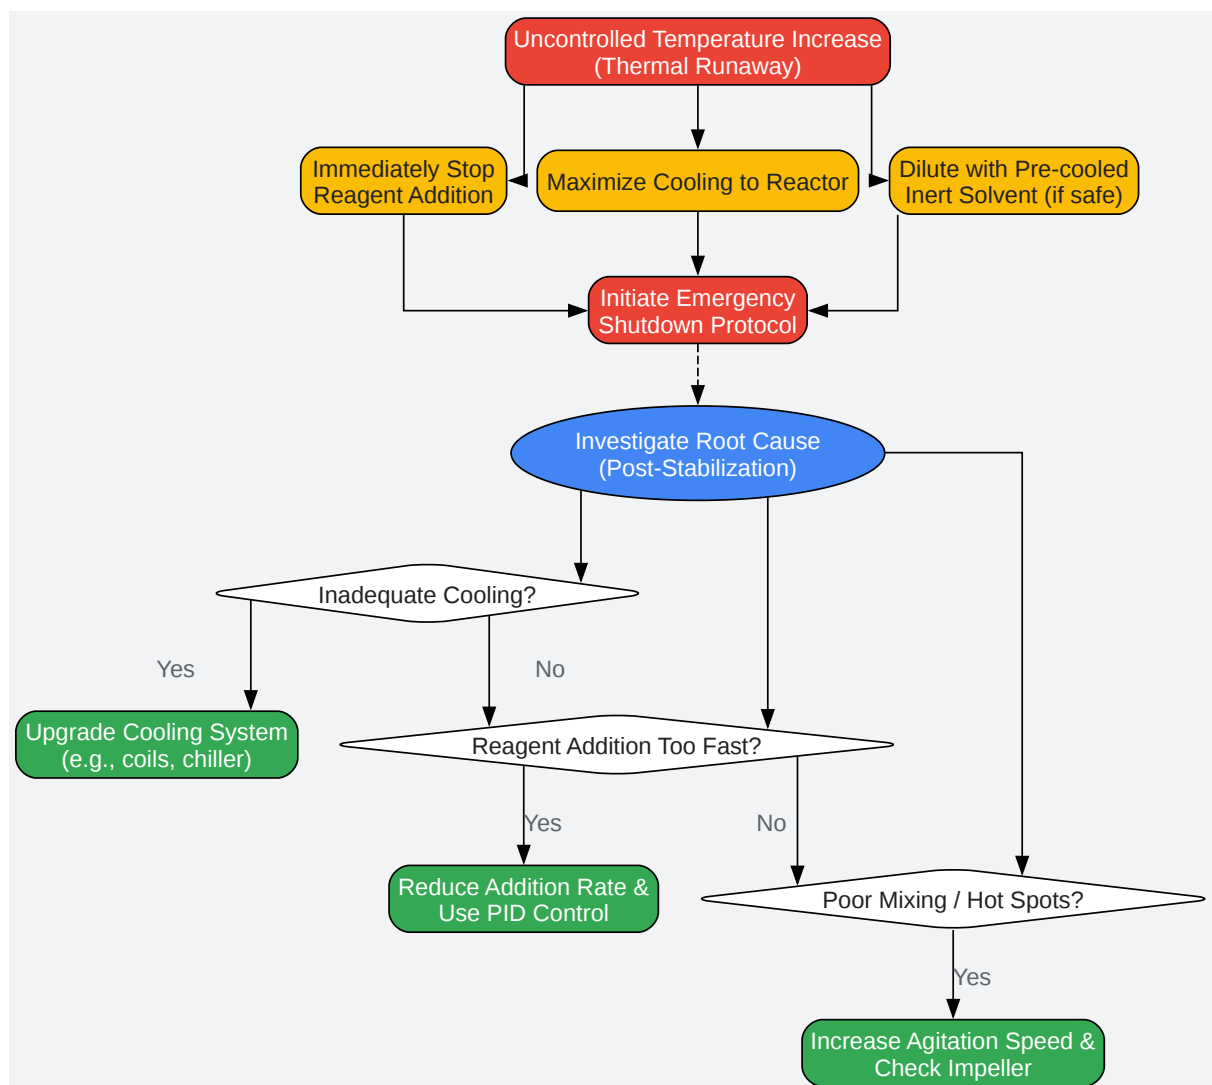 Uncontrolled Temperature Increase
(Thermal Runaway)
Immediately Stop
Reagent Addition
Maximize Cooling to Reactor
Dilute with Pre-cooled
Inert Solvent (if safe)
Initiate Emergency
Shutdown Protocol
Investigate Root Cause
(Post-Stabilization)
Inadequate Cooling?
Yes
No
Upgrade Cooling System
(e.g., coils, chiller)
Reagent Addition Too Fast?
Yes
No
Reduce Addition Rate &
Use PID Control
Poor Mixing / Hot Spots?
Yes
Increase Agitation Speed &
Check Impeller